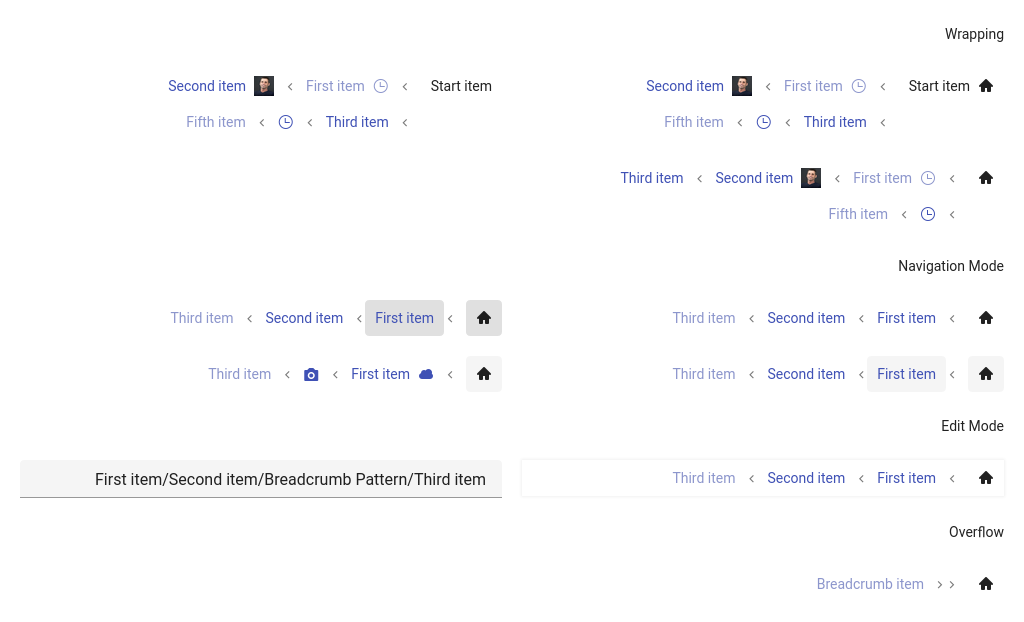 Wrapping
Start item First item Second item
Third item Fifth item
Start item First item Second item
Third item Fifth item
First item Second item Third item
Fifth item
Navigation Mode
First item Second item Third item
First item Second item Third item
First item Third item
First item Second item Third item
Edit Mode
First item Second item Third item
First item/Second item/Breadcrumb Pattern/Third item
Overflow
Breadcrumb item